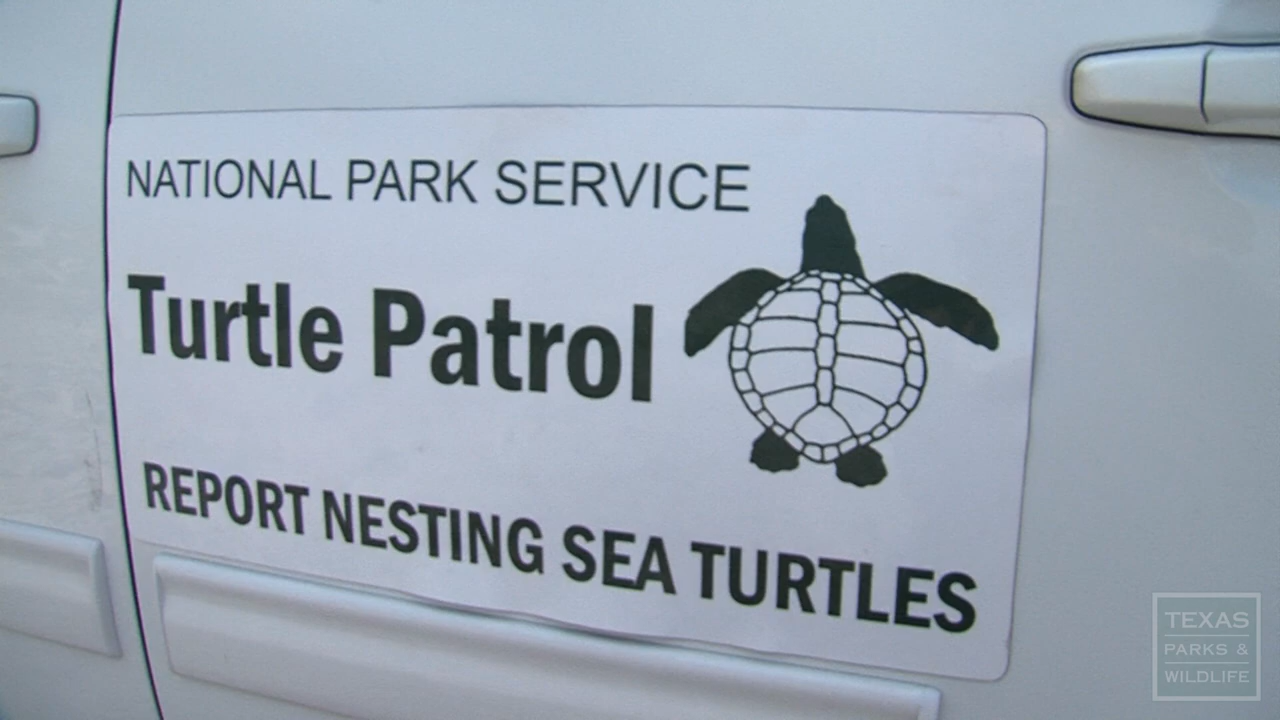 NATIONAL PARK SERVICE
Turtle Patrol
REPORT NESTING SEA TURTLES
TEXAS
PARKS &
WILDLIFE